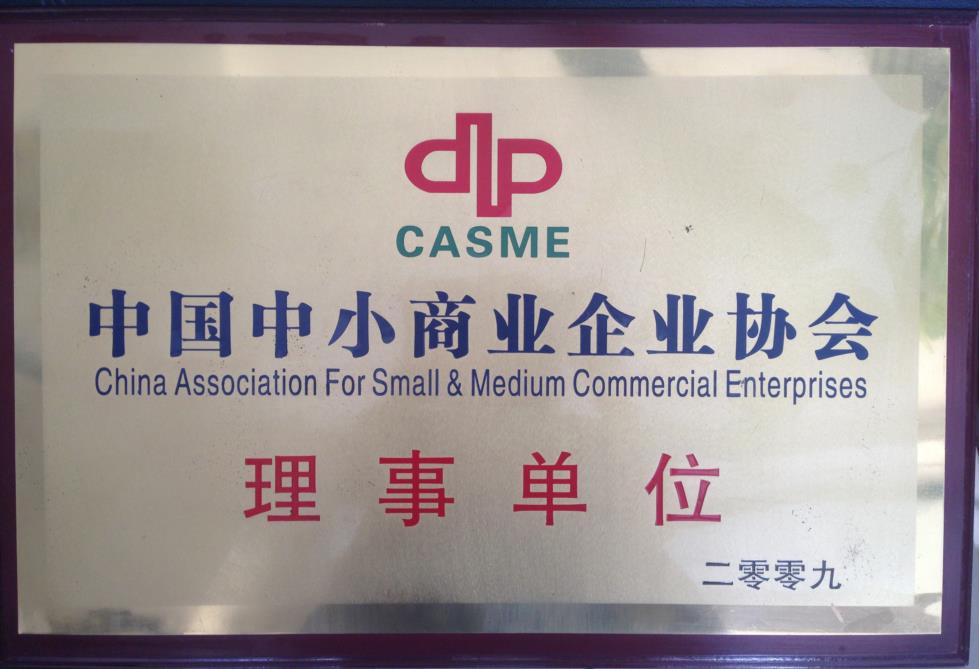 CASME
中国中小商业企业协会
China Association For Small & Medium Commercial Enterprises
理事单位
二零零九